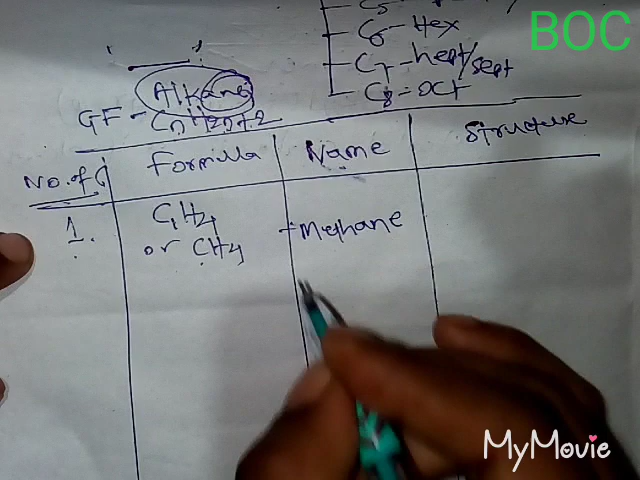 C6 - Hex
BOC
C7 - hept/sept
C8 - oct
Alkane
GF - CnH2n+2
No. of C
Formula
Name
Structure
1.
C1H4
or CH4
Methane
MyMovie